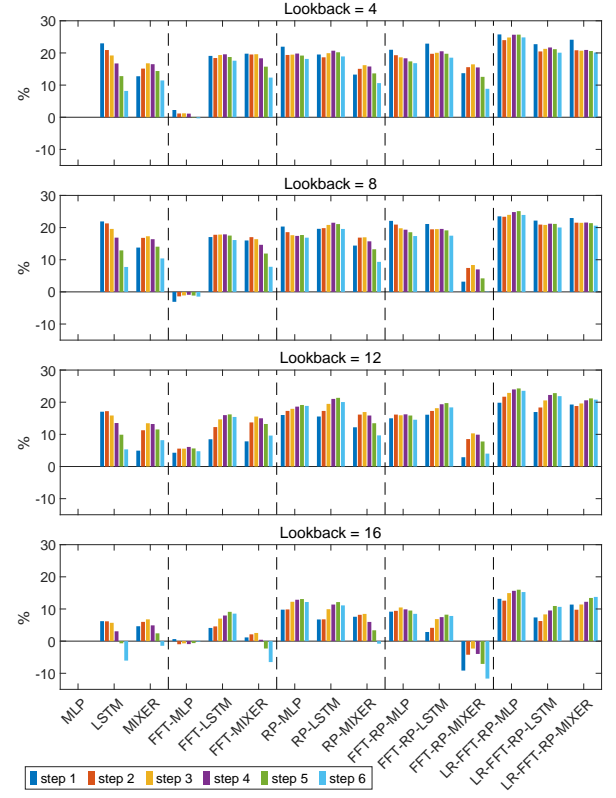 Lookback = 4
30
20
10
0
-10
%
Lookback = 8
30
20
10
0
-10
%
Lookback = 12
30
20
10
0
-10
%
Lookback = 16
30
20
10
0
-10
%
MLP
LSTM
MIXER
FFT-MLP
FFT-LSTM
FFT-MIXER
RP-MLP
RP-LSTM
RP-MIXER
FFT-RP-MLP
FFT-RP-LSTM
FFT-RP-MIXER
LR-FFT-RP-MLP
LR-FFT-RP-LSTM
LR-FFT-RP-MIXER
step 1 step 2 step 3 step 4 step 5 step 6